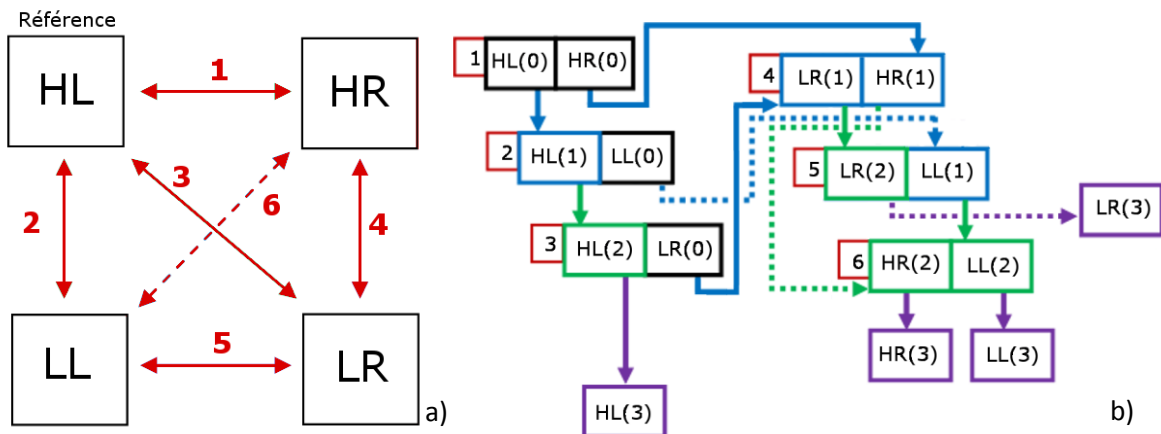 Référence
HL
1
HR
2
3
6
4
LL
5
LR
a)
1 HL(0) HR(0)
2 HL(1) LL(0)
3 HL(2) LR(0)
HL(3)
4 LR(1) HR(1)
5 LR(2) LL(1)
LR(3)
6 HR(2) LL(2)
HR(3) LL(3)
b)